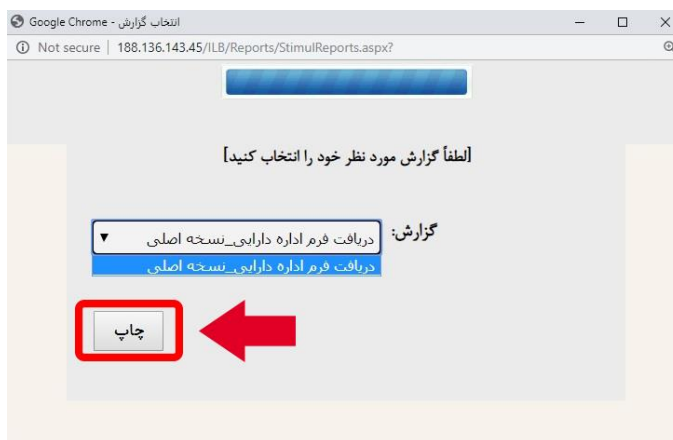 انتخاب گزارش - Google Chrome
Not secure | 188.136.143.45/ILB/Reports/StimulReports.aspx?
[لطفاً گزارش مورد نظر خود را انتخاب کنید]
گزارش: دریافت فرم اداره دارایی_نسخه اصلی
دریافت فرم اداره دارایی_نسخه اصلی
چاپ